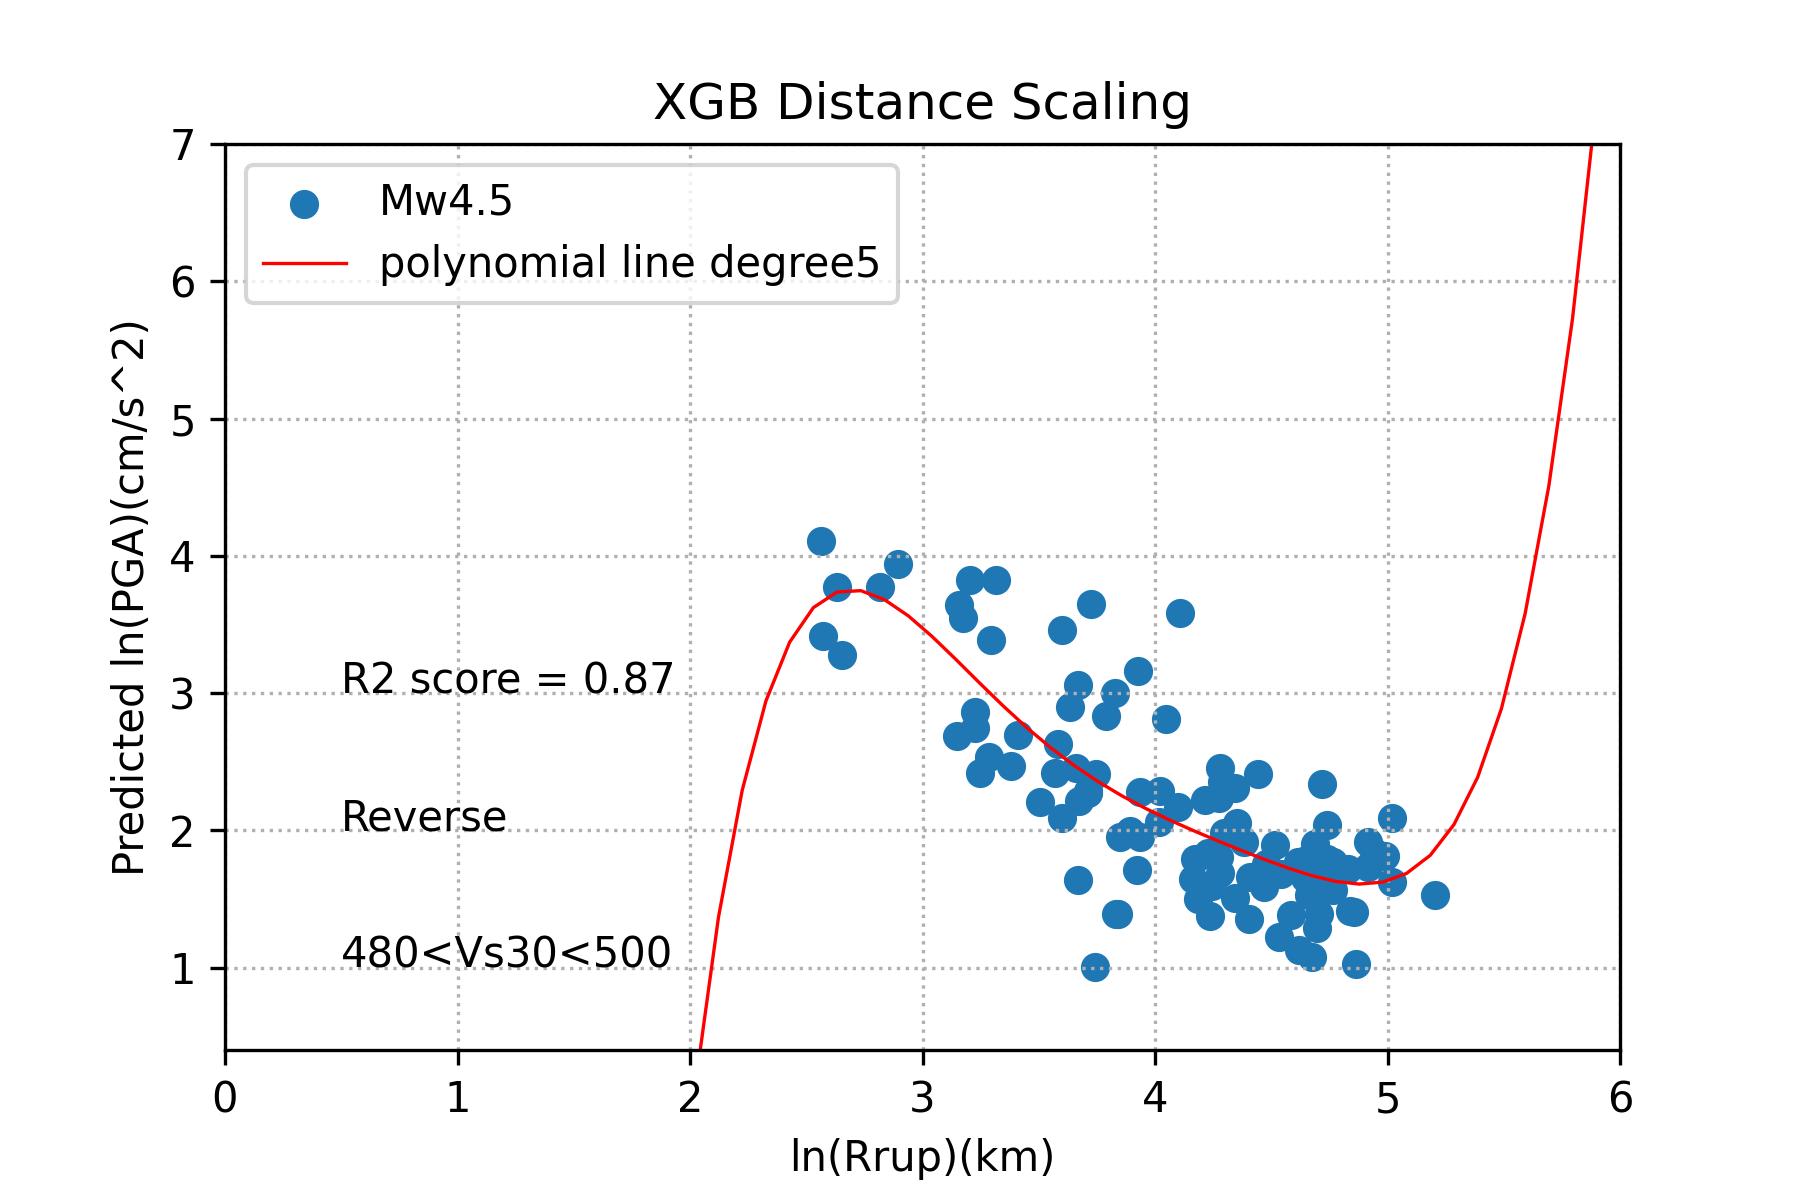 XGB Distance Scaling
Mw4.5
polynomial line degree5
R2 score = 0.87
Reverse
480<Vs30<500
Predicted ln(PGA)(cm/s^2)
7
6
5
4
3
2
1
0 1 2 3 4 5 6
ln(Rrup)(km)